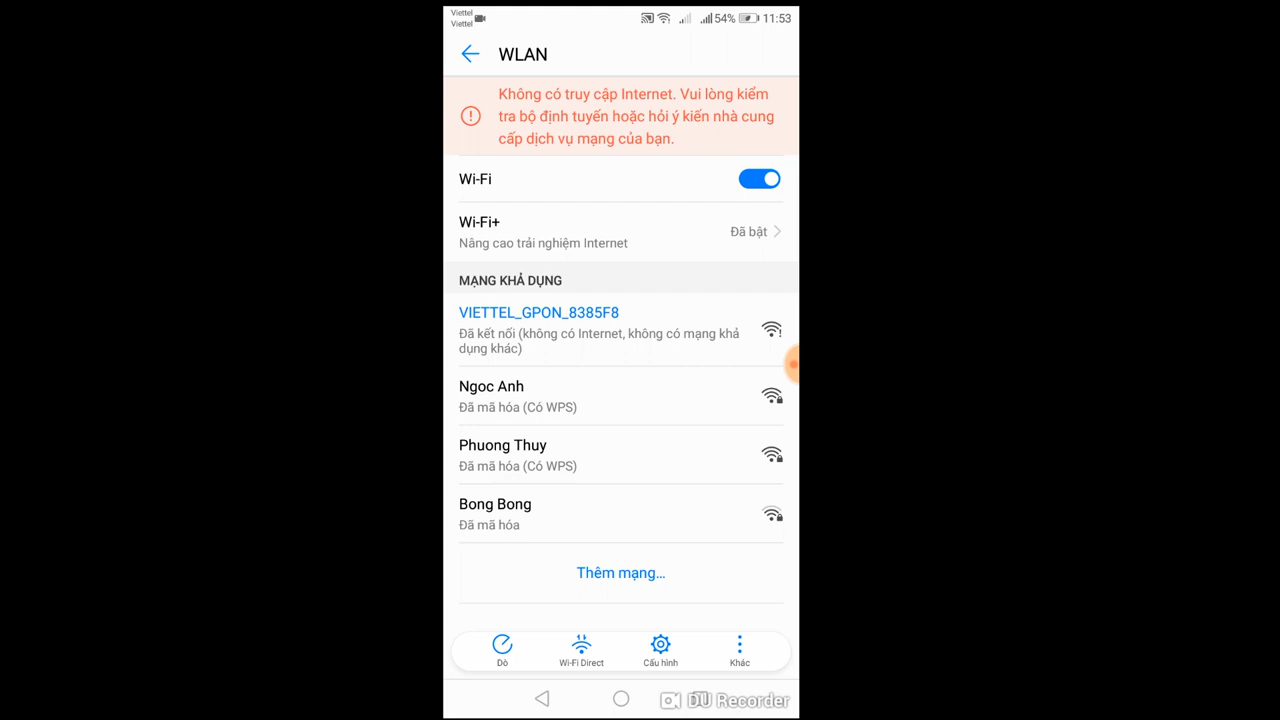 Viettel
Viettel
54% 11:53
WLAN
Không có truy cập Internet. Vui lòng kiểm
tra bộ định tuyến hoặc hỏi ý kiến nhà cung
cấp dịch vụ mạng của bạn.
Wi-Fi
Wi-Fi+
Nâng cao trải nghiệm Internet
Đã bật
MẠNG KHẢ DỤNG
VIETTEL_GPON_8385F8
Đã kết nối (không có Internet, không có mạng khả
dụng khác)
Ngoc Anh
Đã mã hóa (Có WPS)
Phuong Thuy
Đã mã hóa (Có WPS)
Bong Bong
Đã mã hóa
Thêm mạng...
Dò
Wi-Fi Direct
Cấu hình
Khác
DU Recorder